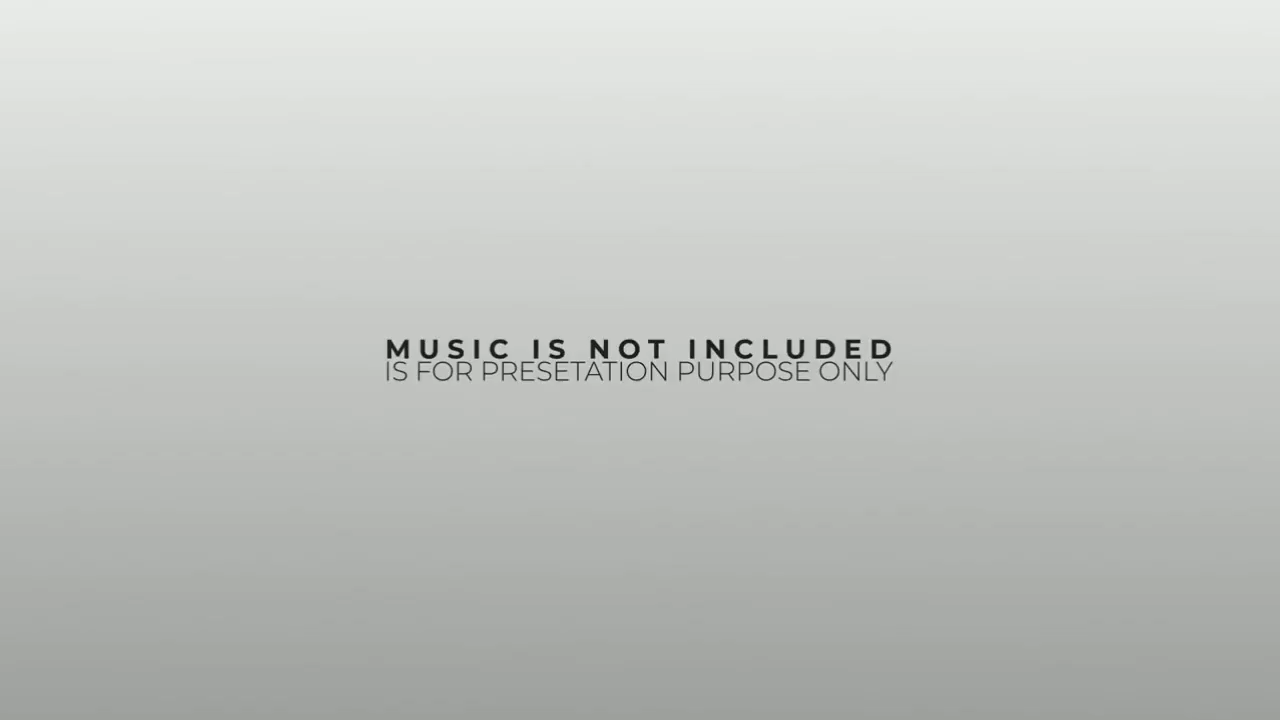 MUSIC IS NOT INCLUDED
IS FOR PRESETATION PURPOSE ONLY